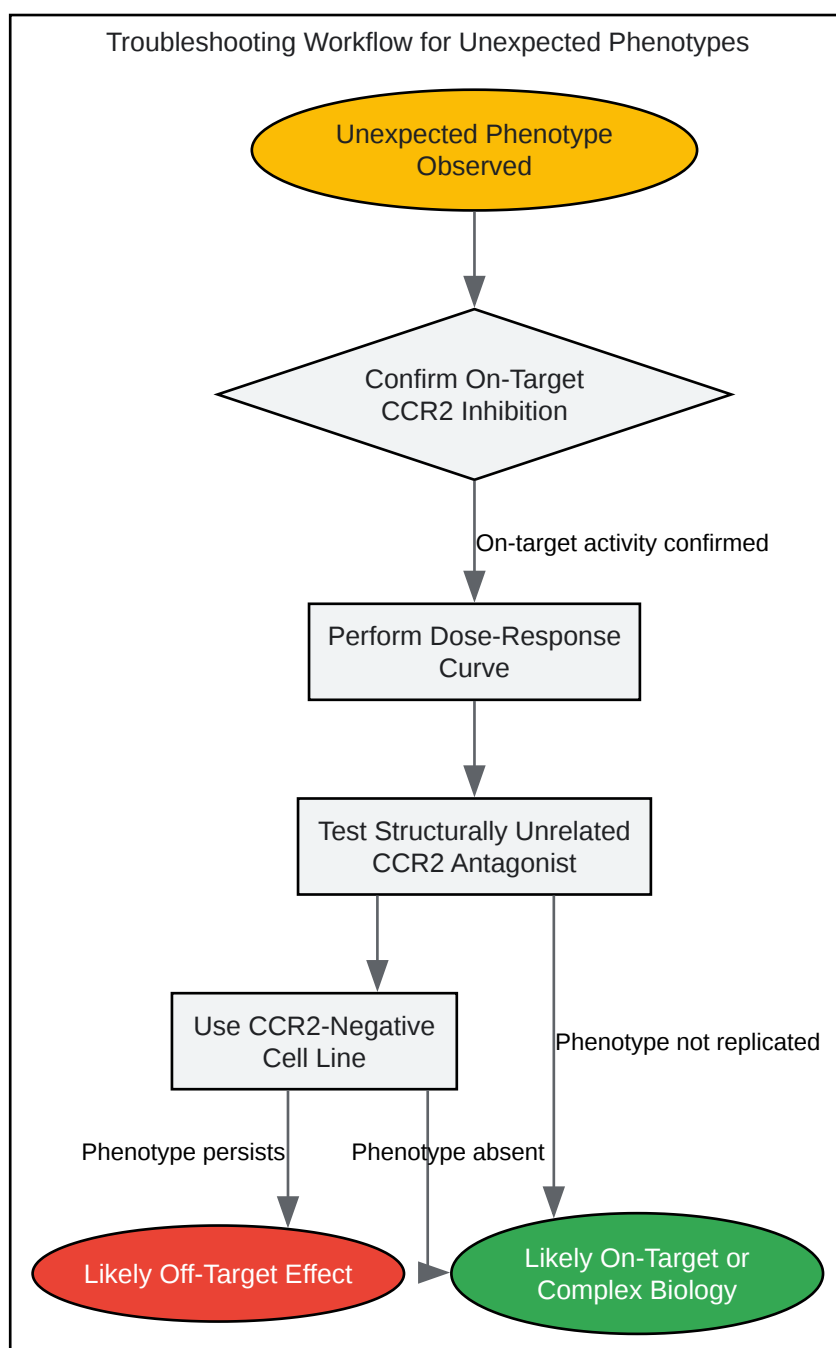 Troubleshooting Workflow for Unexpected Phenotypes
Unexpected Phenotype
Observed
Confirm On-Target
CCR2 Inhibition
On-target activity confirmed
Perform Dose-Response
Curve
Test Structurally Unrelated
CCR2 Antagonist
Use CCR2-Negative
Cell Line
Phenotype not replicated
Phenotype persists
Phenotype absent
Likely Off-Target Effect
Likely On-Target or
Complex Biology